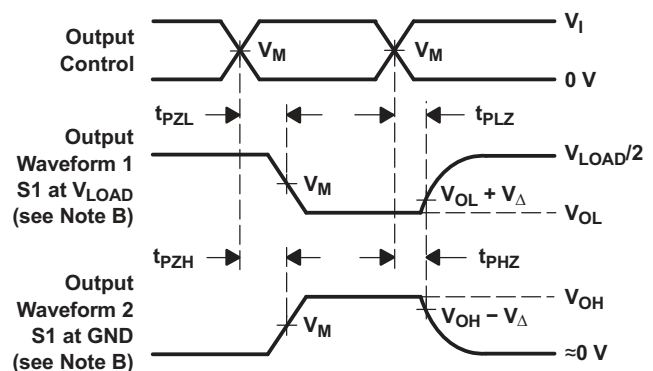 Output
Control
V_M
V_M
V_I
0 V
t_PZL
t_PLZ
Output
Waveform 1
S1 at V_LOAD
(see Note B)
V_M
V_LOAD/2
V_OL + V_Δ
V_OL
t_PZH
t_PHZ
Output
Waveform 2
S1 at GND
(see Note B)
V_M
V_OH
V_OH − V_Δ
≈0 V